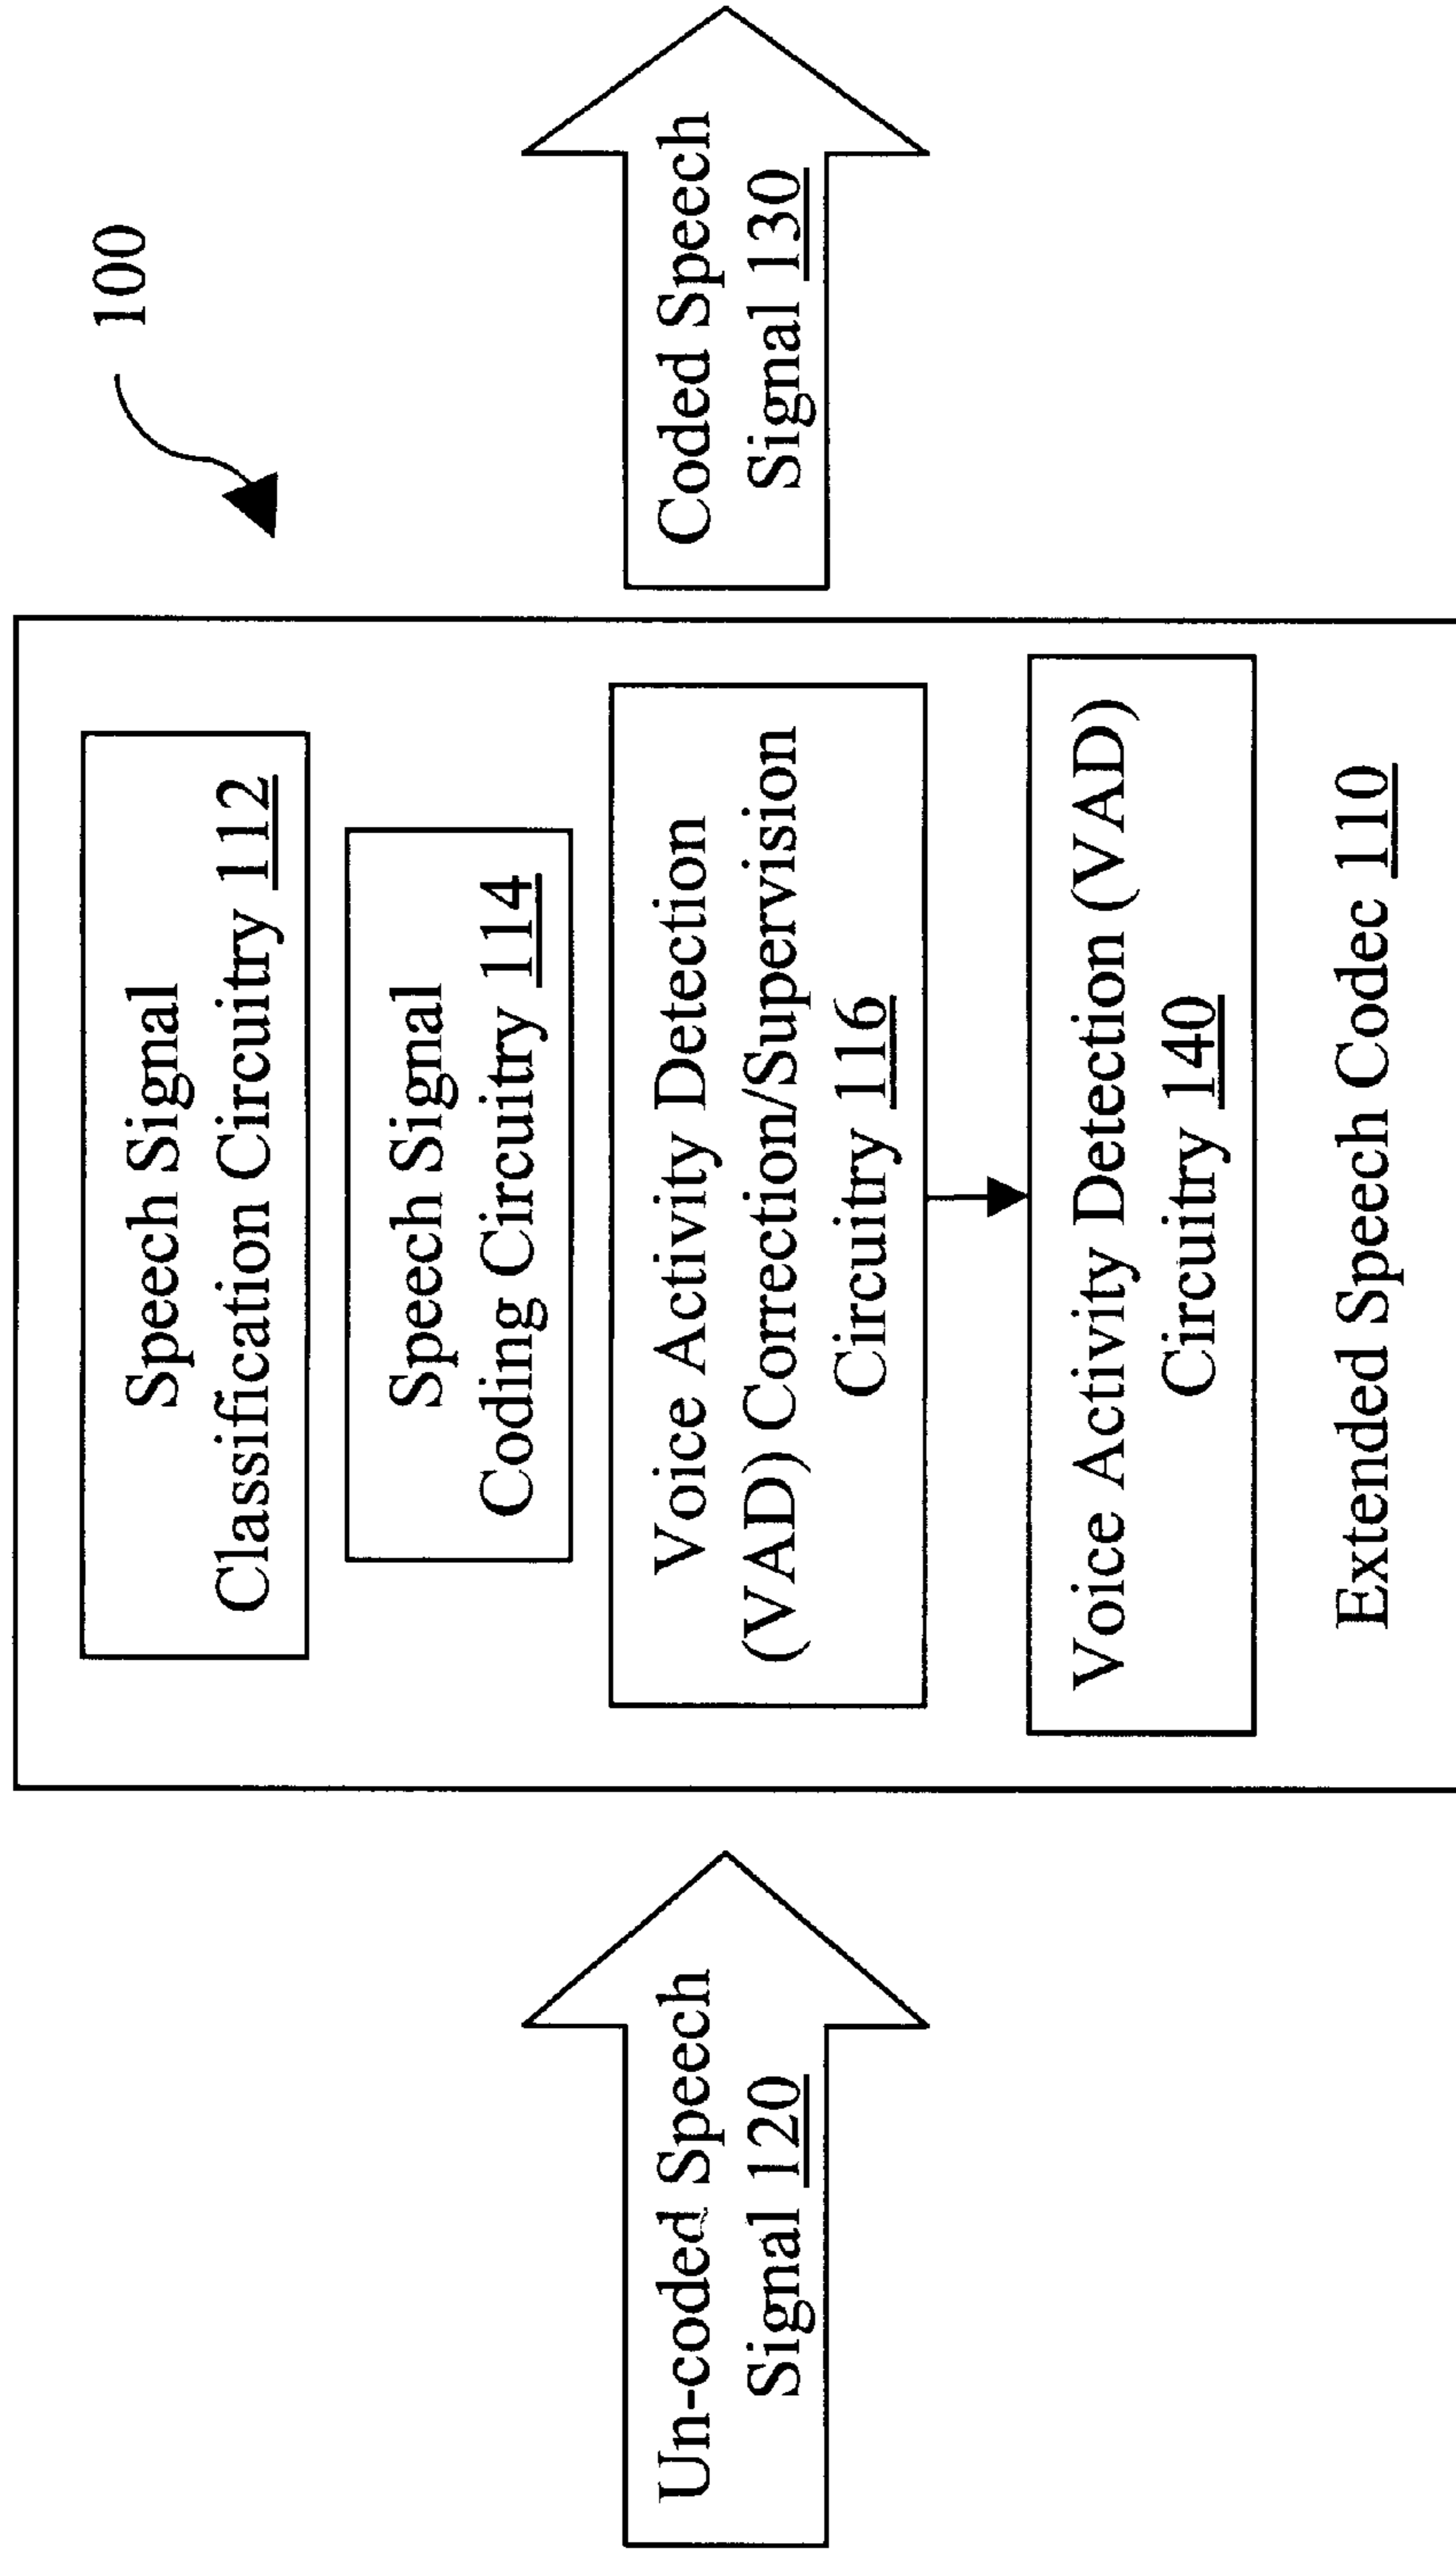 100
Un-coded Speech
Signal 120
Speech Signal
Classification Circuitry 112
Speech Signal
Coding Circuitry 114
Voice Activity Detection
(VAD) Correction/Supervision
Circuitry 116
Voice Activity Detection (VAD)
Circuitry 140
Extended Speech Codec 110
Coded Speech
Signal 130